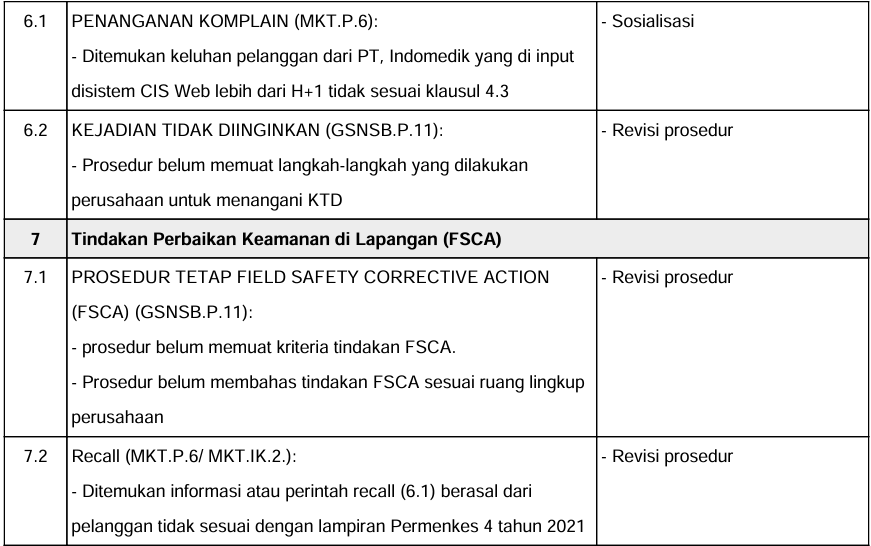 6.1 PENANGANAN KOMPLAIN (MKT.P.6): - Sosialisasi
- Ditemukan keluhan pelanggan dari PT, Indomedik yang di input
disistem CIS Web lebih dari H+1 tidak sesuai klausul 4.3
6.2 KEJADIAN TIDAK DIINGINKAN (GSNSB.P.11): - Revisi prosedur
- Prosedur belum memuat langkah-langkah yang dilakukan
perusahaan untuk menangani KTD
7 Tindakan Perbaikan Keamanan di Lapangan (FSCA)
7.1 PROSEDUR TETAP FIELD SAFETY CORRECTIVE ACTION - Revisi prosedur
(FSCA) (GSNSB.P.11):
- prosedur belum memuat kriteria tindakan FSCA.
- Prosedur belum membahas tindakan FSCA sesuai ruang lingkup
perusahaan
7.2 Recall (MKT.P.6/ MKT.IK.2.): - Revisi prosedur
- Ditemukan informasi atau perintah recall (6.1) berasal dari
pelanggan tidak sesuai dengan lampiran Permenkes 4 tahun 2021